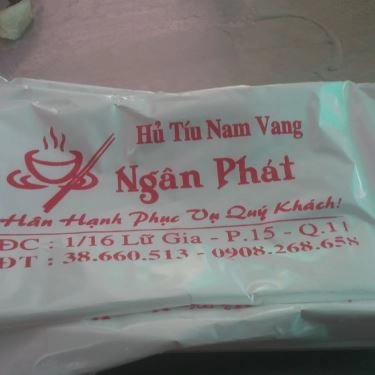 Hủ Tíu Nam Vang
Ngân Phát
Hân Hạnh Phục Vụ Quý Khách!
ĐC : 1/16 Lữ Gia - P.15 - Q.11
ĐT : 38.660.513 - 0908.268.658